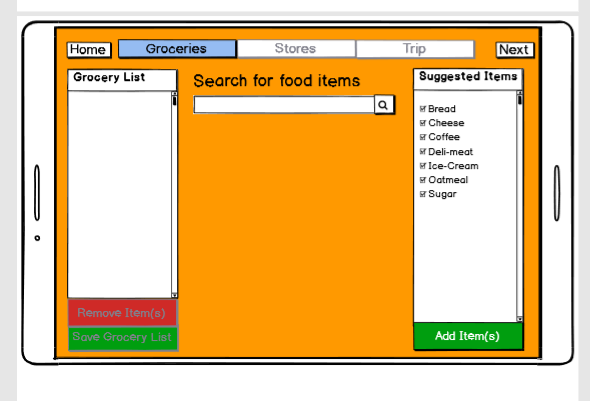 Home Groceries Stores Trip Next
Grocery List
Search for food items
Suggested Items
Bread
Cheese
Coffee
Deli-meat
Ice-Cream
Oatmeal
Sugar
Remove Item(s)
Save Grocery List
Add Item(s)